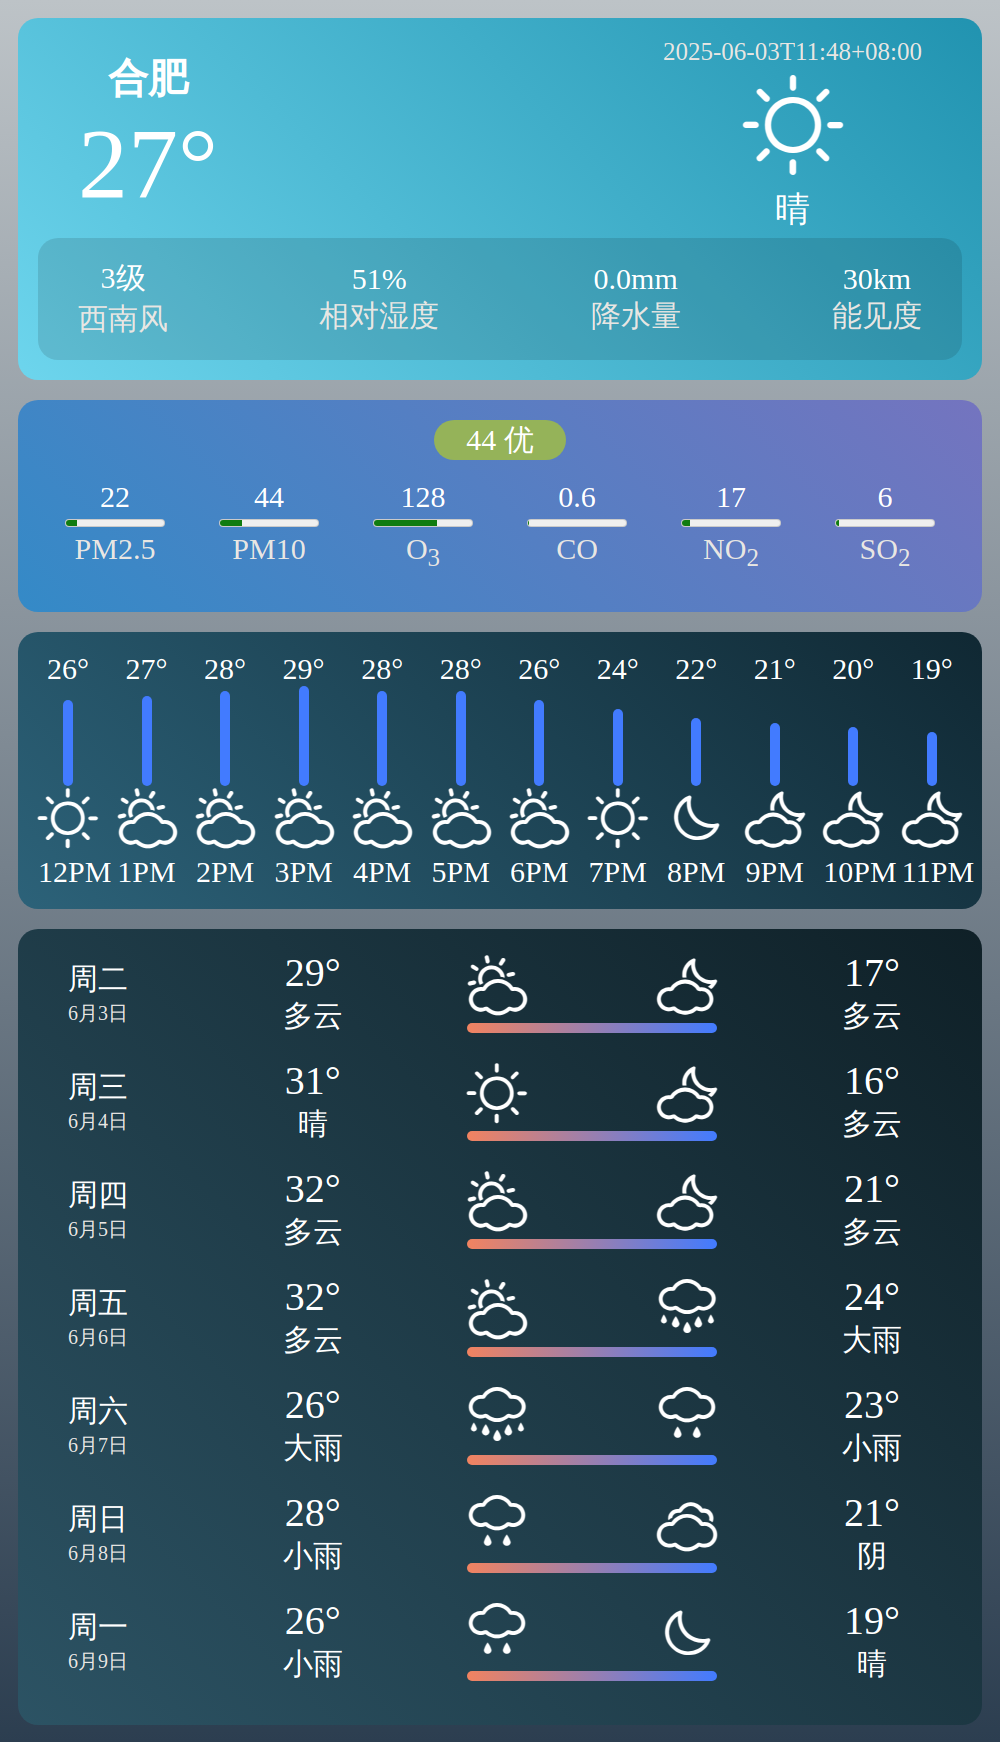 合肥
27°
2025-06-03T11:48+08:00
晴
3级 51% 0.0mm 30km
西南风 相对湿度 降水量 能见度
44 优
22 44 128 0.6 17 6
PM2.5 PM10 O3 CO NO2 SO2
26° 27° 28° 29° 28° 28° 26° 24° 22° 21° 20° 19°
12PM 1PM 2PM 3PM 4PM 5PM 6PM 7PM 8PM 9PM 10PM 11PM
周二 29° 17°
6月3日 多云 多云
周三 31° 16°
6月4日 晴 多云
周四 32° 21°
6月5日 多云 多云
周五 32° 24°
6月6日 多云 大雨
周六 26° 23°
6月7日 大雨 小雨
周日 28° 21°
6月8日 小雨 阴
周一 26° 19°
6月9日 小雨 晴